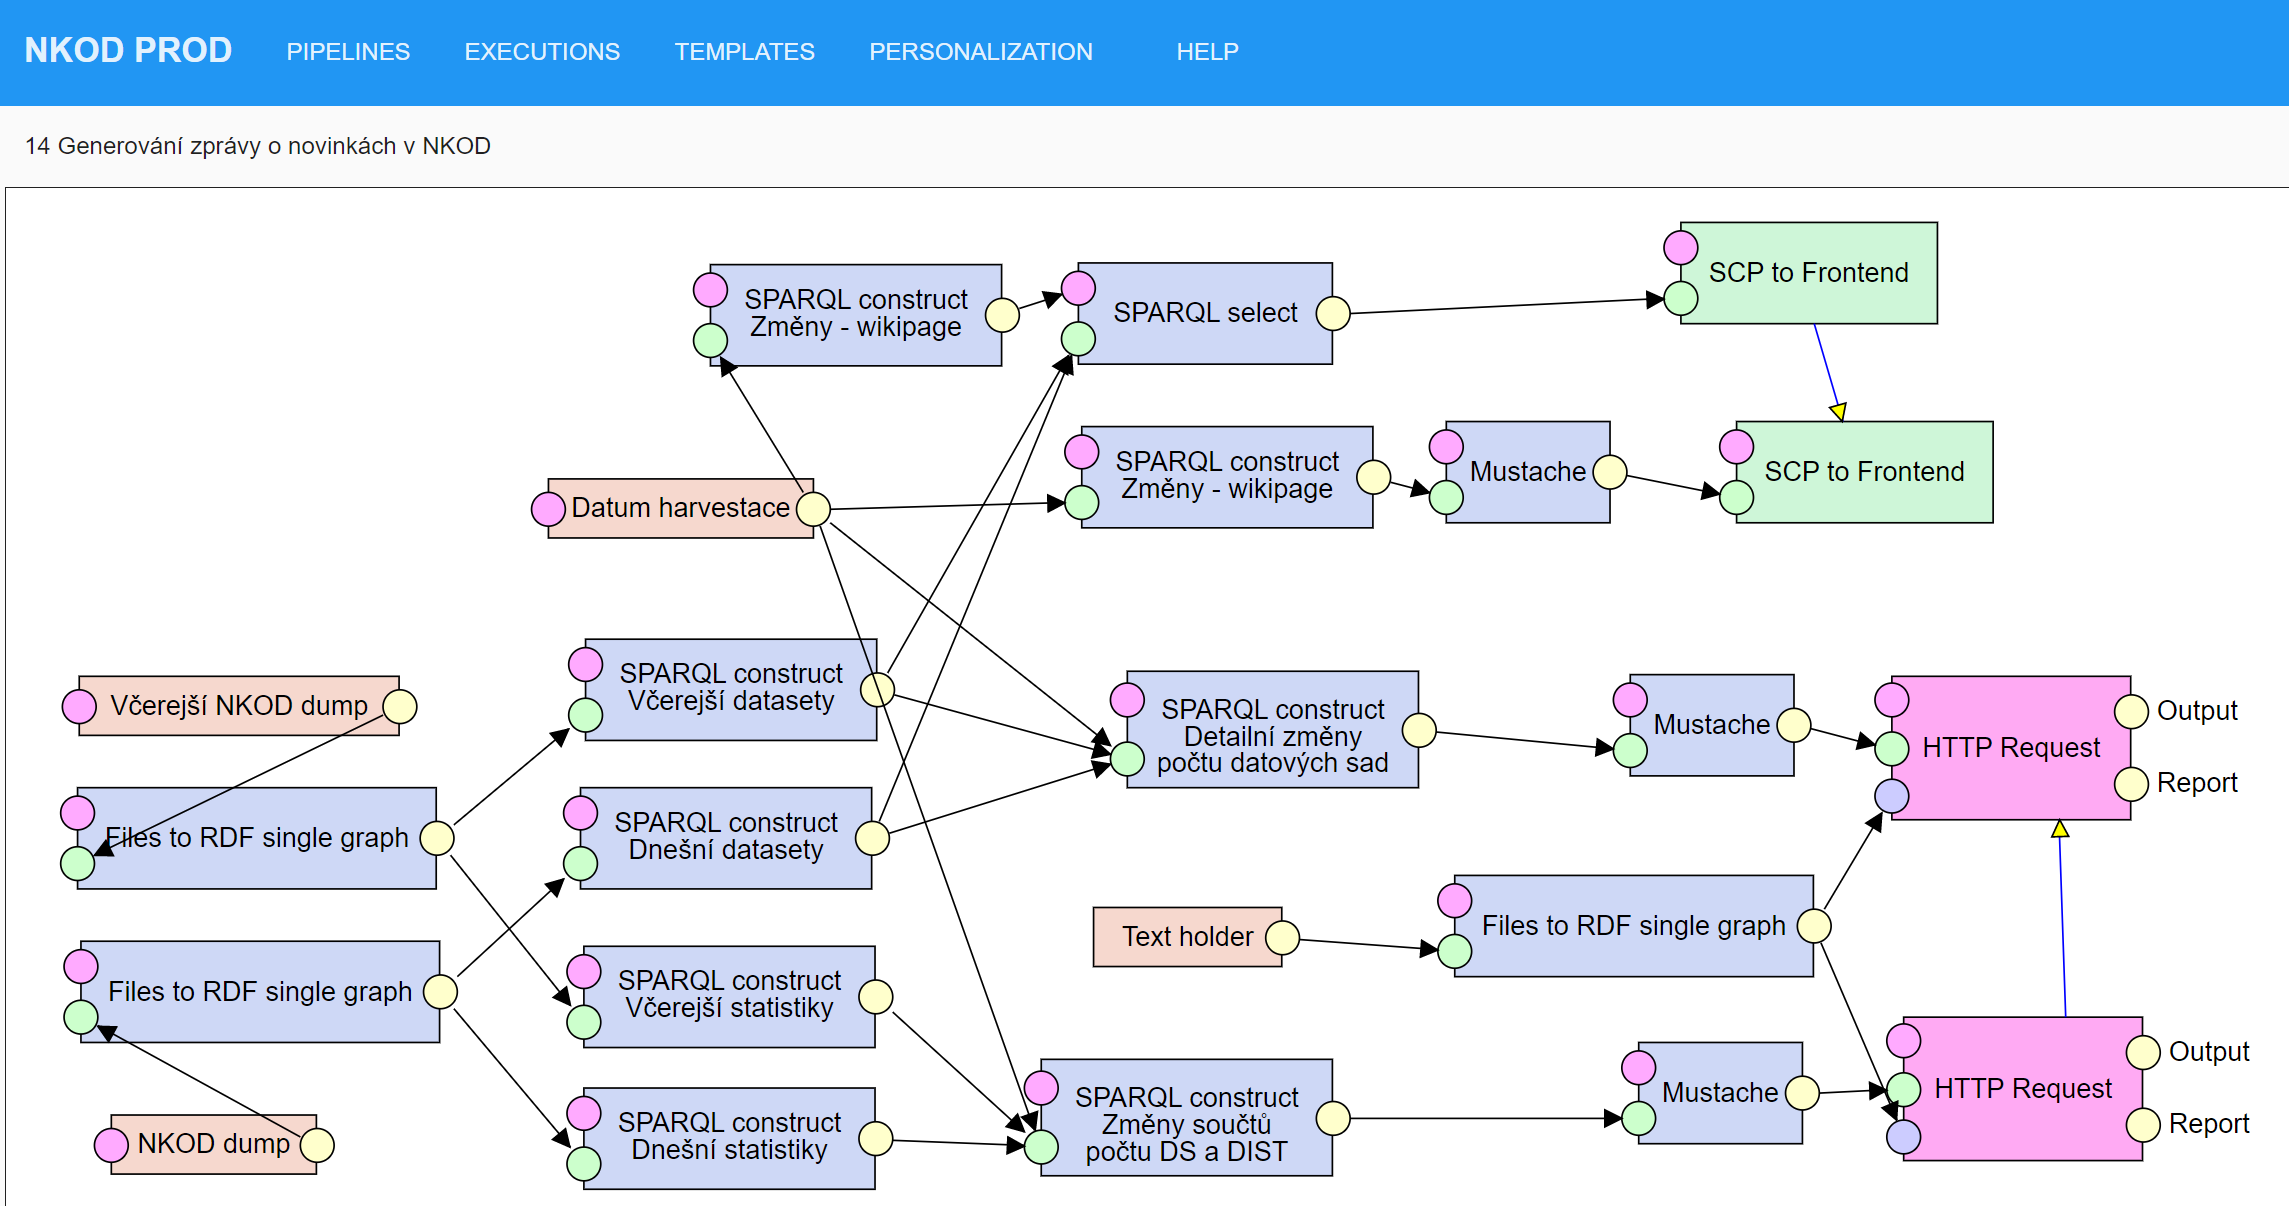 NKOD PROD PIPELINES EXECUTIONS TEMPLATES PERSONALIZATION HELP
14 Generování zprávy o novinkách v NKOD
SCP to Frontend
SPARQL construct
Změny - wikipage
SPARQL select
SPARQL construct
Změny - wikipage
Mustache
SCP to Frontend
Datum harvestace
SPARQL construct
Včerejší datasety
Včerejší NKOD dump
SPARQL construct
Detailní změny
počtu datových sad
Mustache
HTTP Request
Output
Report
Files to RDF single graph
SPARQL construct
Dnešní datasety
Text holder
Files to RDF single graph
Files to RDF single graph
SPARQL construct
Včerejší statistiky
HTTP Request
Output
Report
SPARQL construct
Změny součtů
počtu DS a DIST
Mustache
NKOD dump
SPARQL construct
Dnešní statistiky